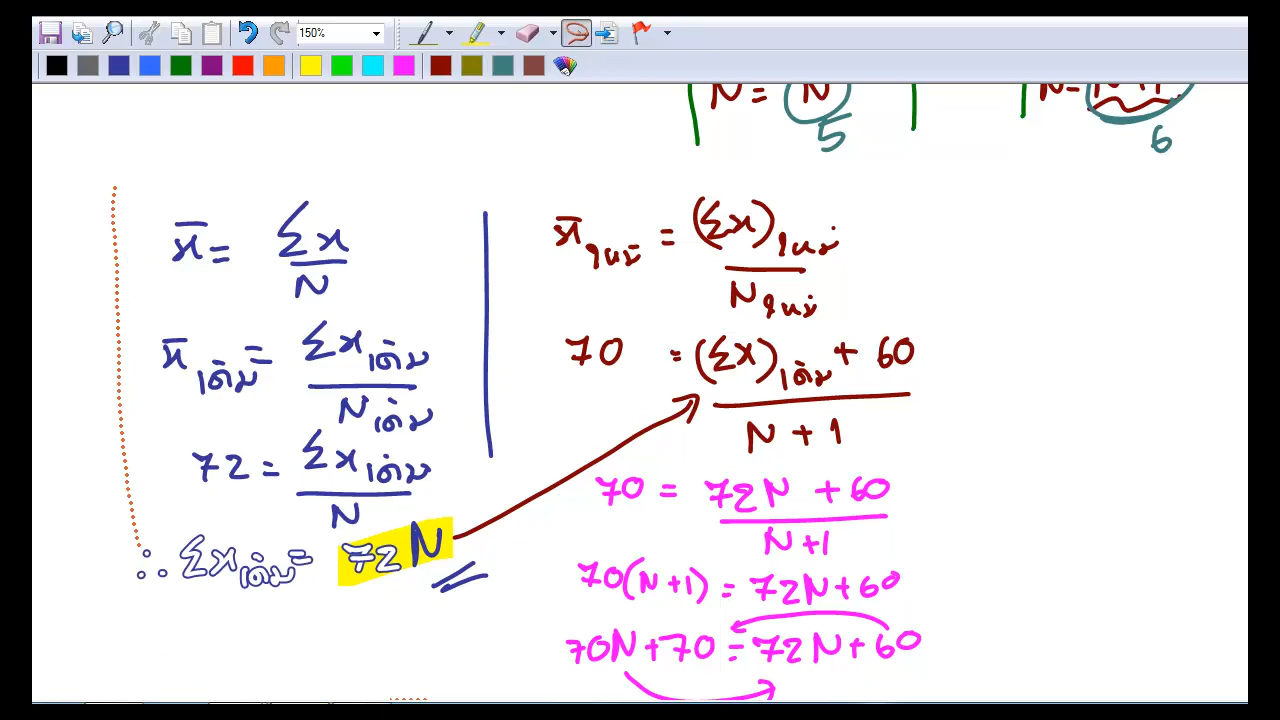 150%
N = N
5
N = N+1
6
x̄ = Σx / N
x̄เดิม = Σxเดิม / Nเดิม
72 = Σxเดิม / N
∴ Σxเดิม = 72N
x̄ใหม่ = (Σx)ใหม่ / Nใหม่
70 = (Σx)เดิม + 60 / N + 1
70 = 72N + 60 / N+1
70(N+1) = 72N+60
70N+70 = 72N+60